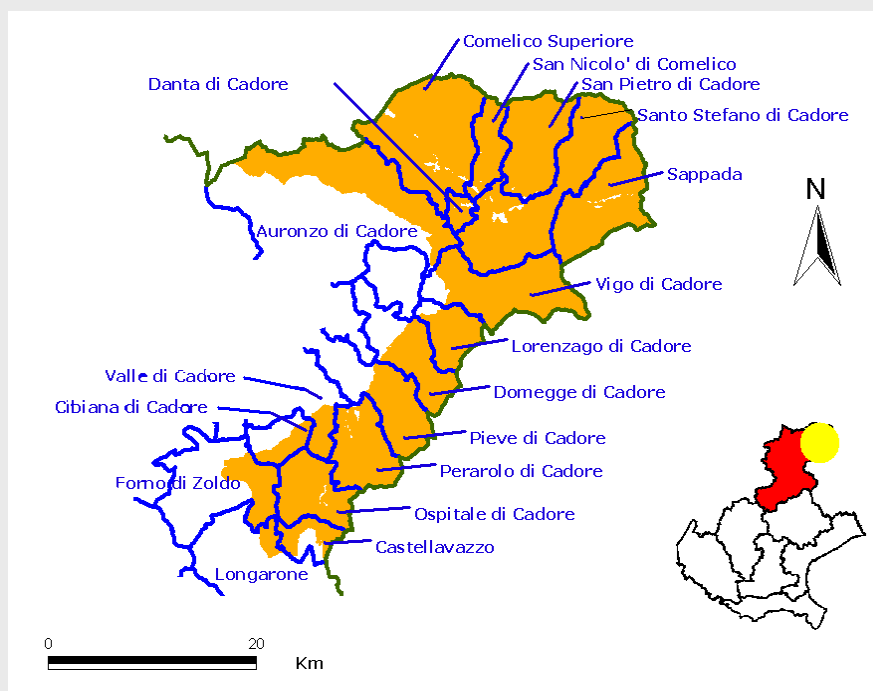 Comelico Superiore
San Nicolo' di Comelico
Danta di Cadore
San Pietro di Cadore
Santo Stefano di Cadore
Sappada
N
Auronzo di Cadore
Vigo di Cadore
Lorenzago di Cadore
Valle di Cadore
Domegge di Cadore
Cibiana di Cadore
Pieve di Cadore
Perarolo di Cadore
Forno di Zoldo
Ospitale di Cadore
Castellavazzo
Longarone
0 20
Km